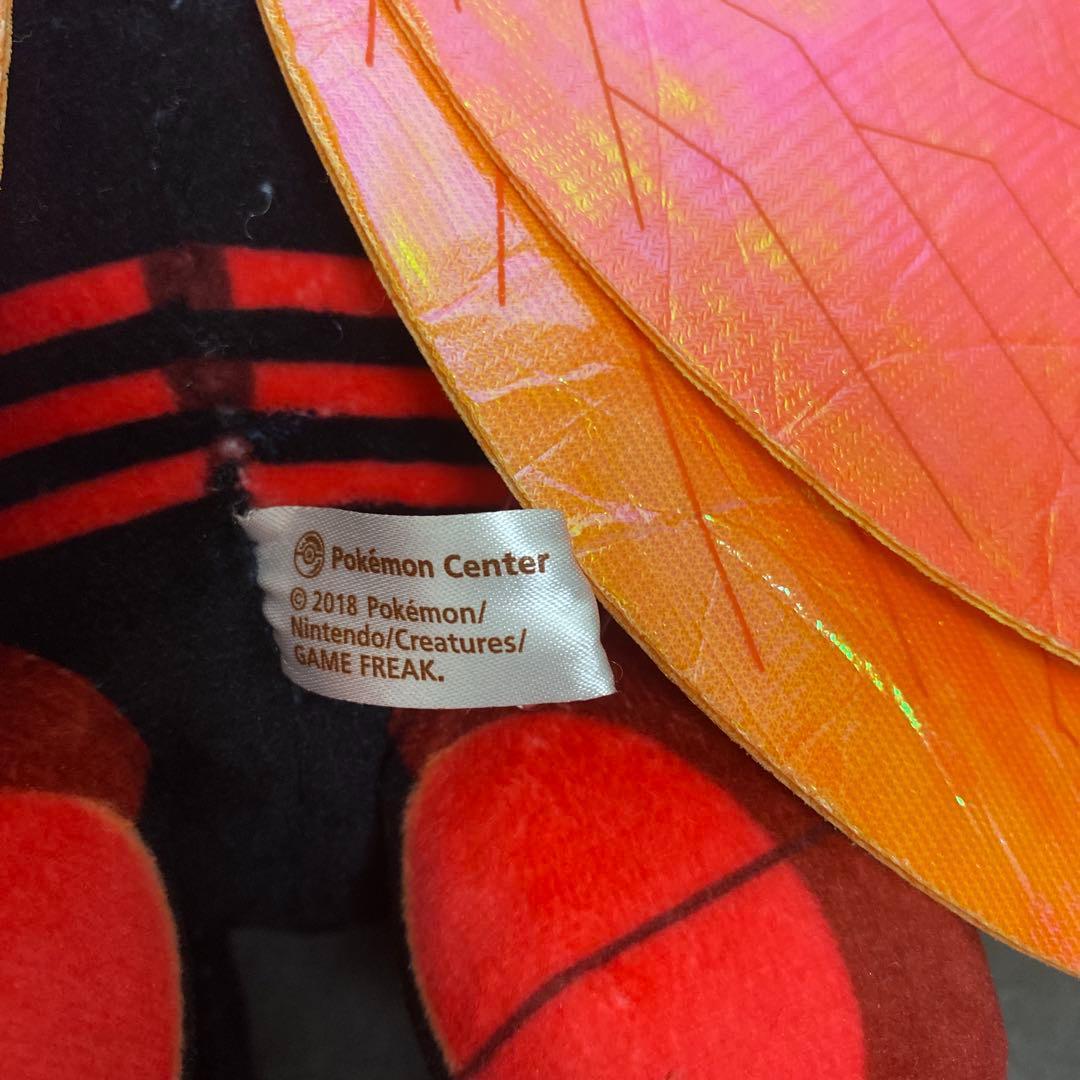 Pokémon Center
© 2018 Pokémon/
Nintendo/Creatures/
GAME FREAK.